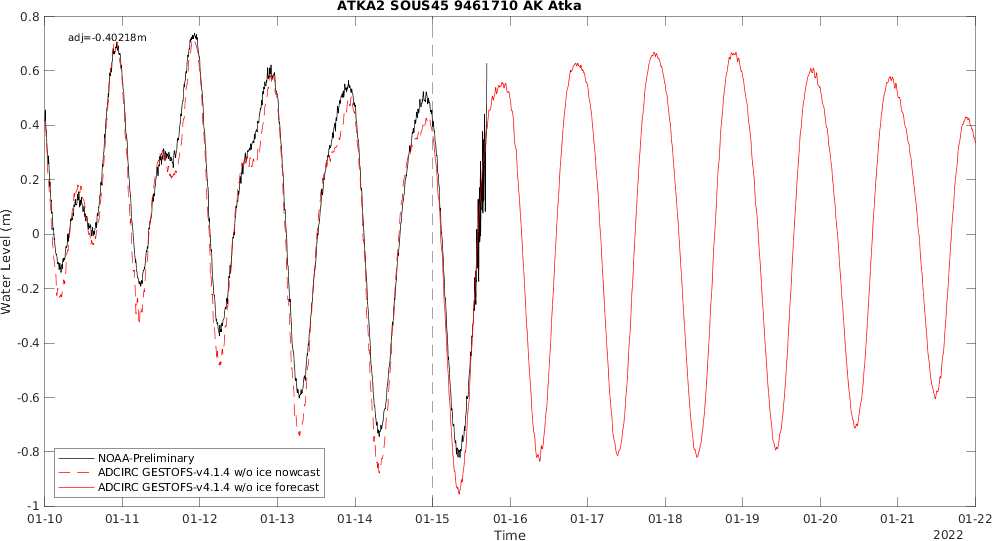 ATKA2 SOUS45 9461710 AK Atka
adj=-0.40218m
0.8
0.6
0.4
0.2
0
-0.2
-0.4
-0.6
-0.8
-1
Water Level (m)
NOAA-Preliminary
ADCIRC GESTOFS-v4.1.4 w/o ice nowcast
ADCIRC GESTOFS-v4.1.4 w/o ice forecast
01-10 01-11 01-12 01-13 01-14 01-15 01-16 01-17 01-18 01-19 01-20 01-21 01-22
Time
2022